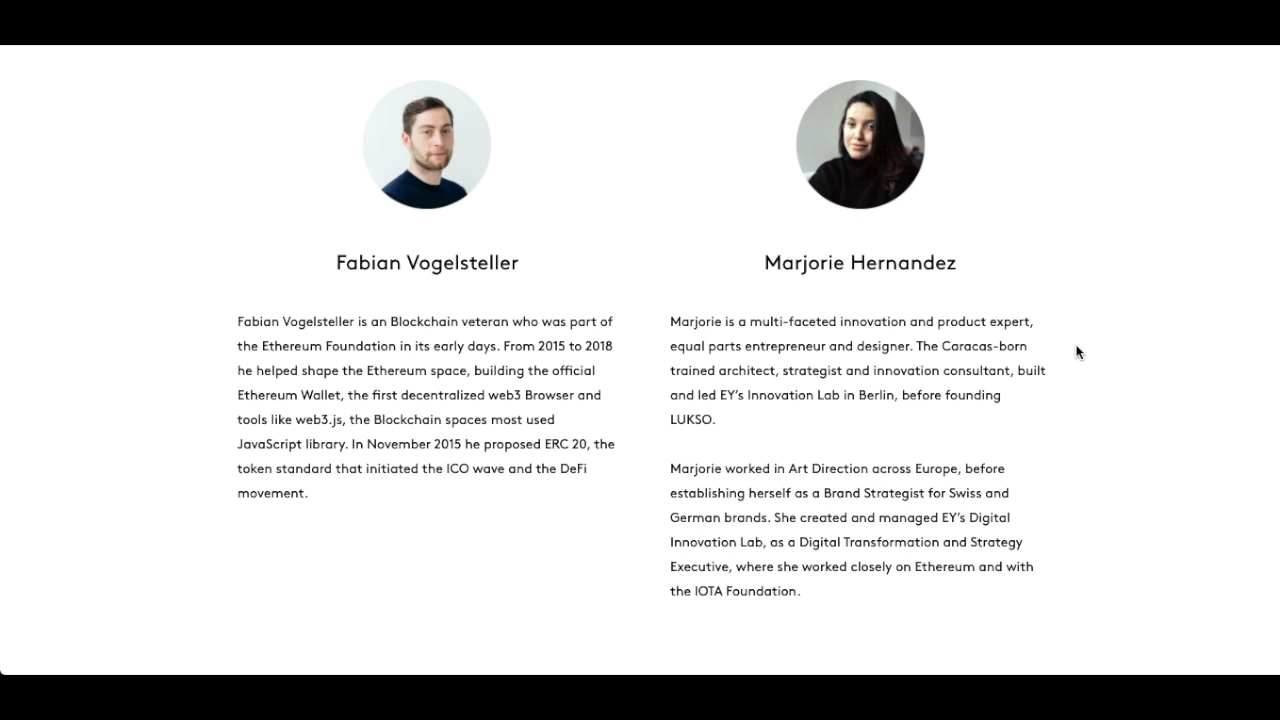 Fabian Vogelsteller
Fabian Vogelsteller is an Blockchain veteran who was part of
the Ethereum Foundation in its early days. From 2015 to 2018
he helped shape the Ethereum space, building the official
Ethereum Wallet, the first decentralized web3 Browser and
tools like web3.js, the Blockchain spaces most used
JavaScript library. In November 2015 he proposed ERC 20, the
token standard that initiated the ICO wave and the DeFi
movement.
Marjorie Hernandez
Marjorie is a multi-faceted innovation and product expert,
equal parts entrepreneur and designer. The Caracas-born
trained architect, strategist and innovation consultant, built
and led EY’s Innovation Lab in Berlin, before founding
LUKSO.
Marjorie worked in Art Direction across Europe, before
establishing herself as a Brand Strategist for Swiss and
German brands. She created and managed EY’s Digital
Innovation Lab, as a Digital Transformation and Strategy
Executive, where she worked closely on Ethereum and with
the IOTA Foundation.